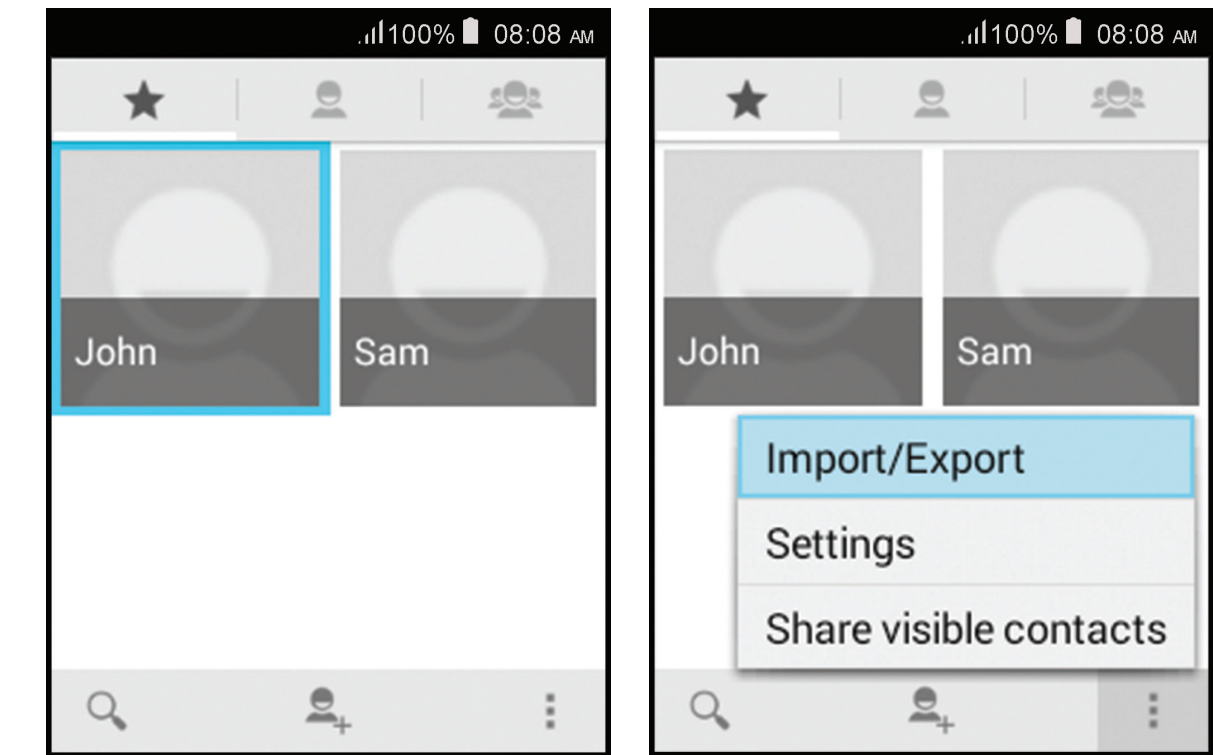 100% 08:08 AM
John
Sam
100% 08:08 AM
John
Sam
Import/Export
Settings
Share visible contacts